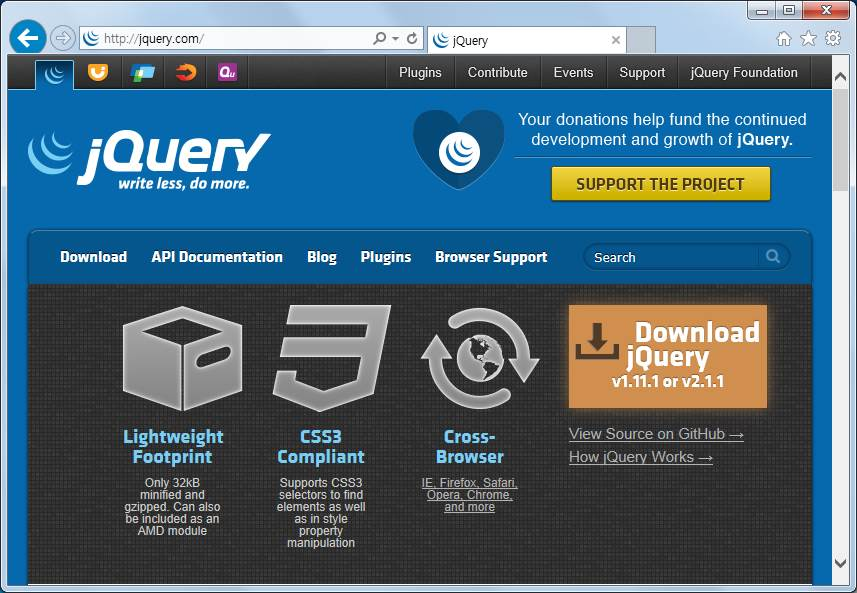 http://jquery.com/
jQuery
Qu
Plugins
Contribute
Events
Support
jQuery Foundation
jQuery
write less, do more.
Your donations help fund the continued
development and growth of jQuery.
SUPPORT THE PROJECT
Download
API Documentation
Blog
Plugins
Browser Support
Search
Download
jQuery
v1.11.1 or v2.1.1
View Source on GitHub →
How jQuery Works →
Lightweight
Footprint
Only 32kB
minified and
gzipped. Can also
be included as an
AMD module
CSS3
Compliant
Supports CSS3
selectors to find
elements as well
as in style
property
manipulation
Cross-
Browser
IE, Firefox, Safari,
Opera, Chrome,
and more